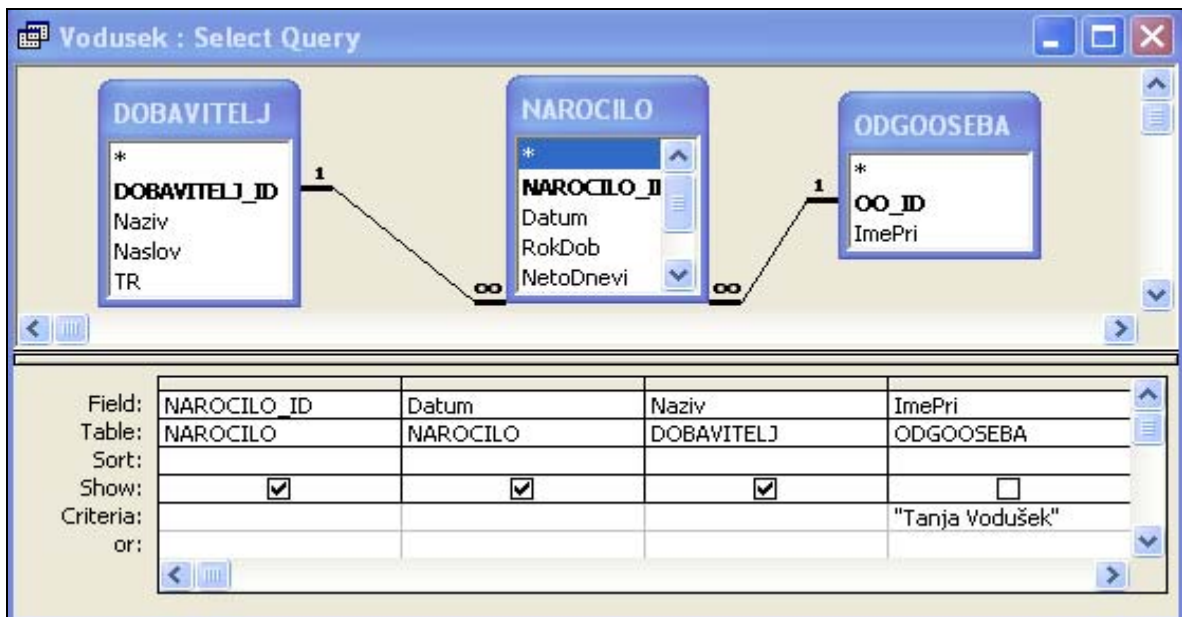 Vodusek : Select Query
DOBAVITELJ
*
DOBAVITELJ_ID
Naziv
Naslov
TR
1
∞
NAROCILO
*
NAROCILO_II
Datum
RokDob
NetoDnevi
∞
1
ODGOOSEBA
*
OO_ID
ImePri
Field: NAROCILO_ID Datum Naziv ImePri
Table: NAROCILO NAROCILO DOBAVITELJ ODGOOSEBA
Sort:
Show:
Criteria: "Tanja Vodušek"
or: